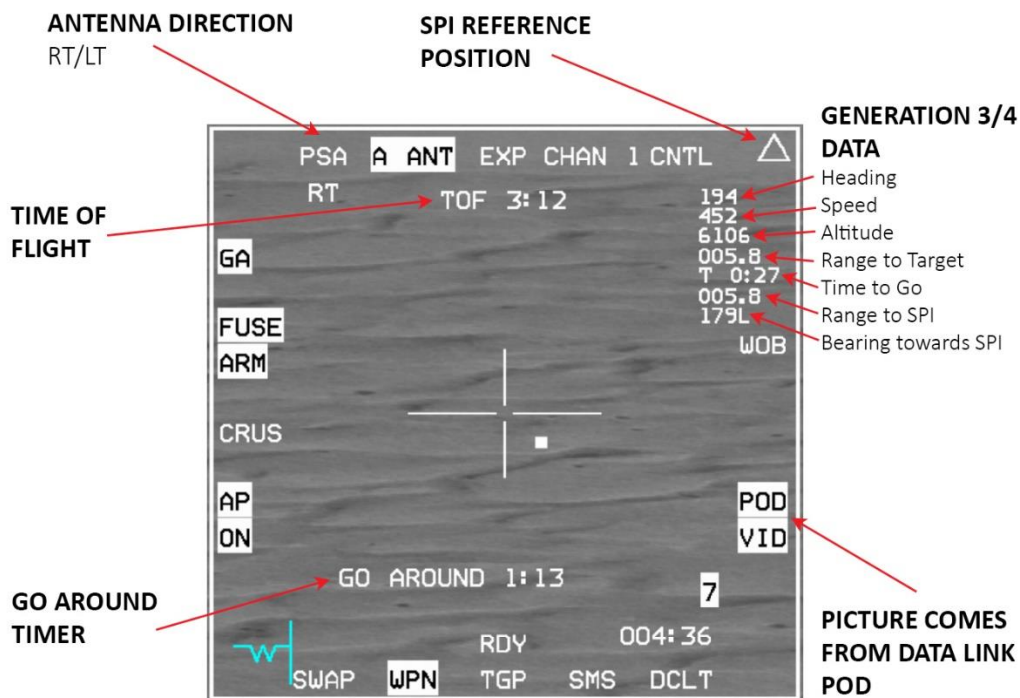 ANTENNA DIRECTION
RT/LT
SPI REFERENCE
POSITION
GENERATION 3/4
DATA
Heading
Speed
Altitude
Range to Target
Time to Go
Range to SPI
Bearing towards SPI
TIME OF
FLIGHT
GO AROUND
TIMER
PICTURE COMES
FROM DATA LINK
POD
PSA A ANT EXP CHAN 1 CNTL
RT
TOF 3:12
194
452
6106
005.8
T 0:27
005.8
179L
WOB
GA
FUSE
ARM
CRUS
AP
ON
POD
VID
GO AROUND 1:13
7
RDY
004:36
SWAP WPN TGP SMS DCLT